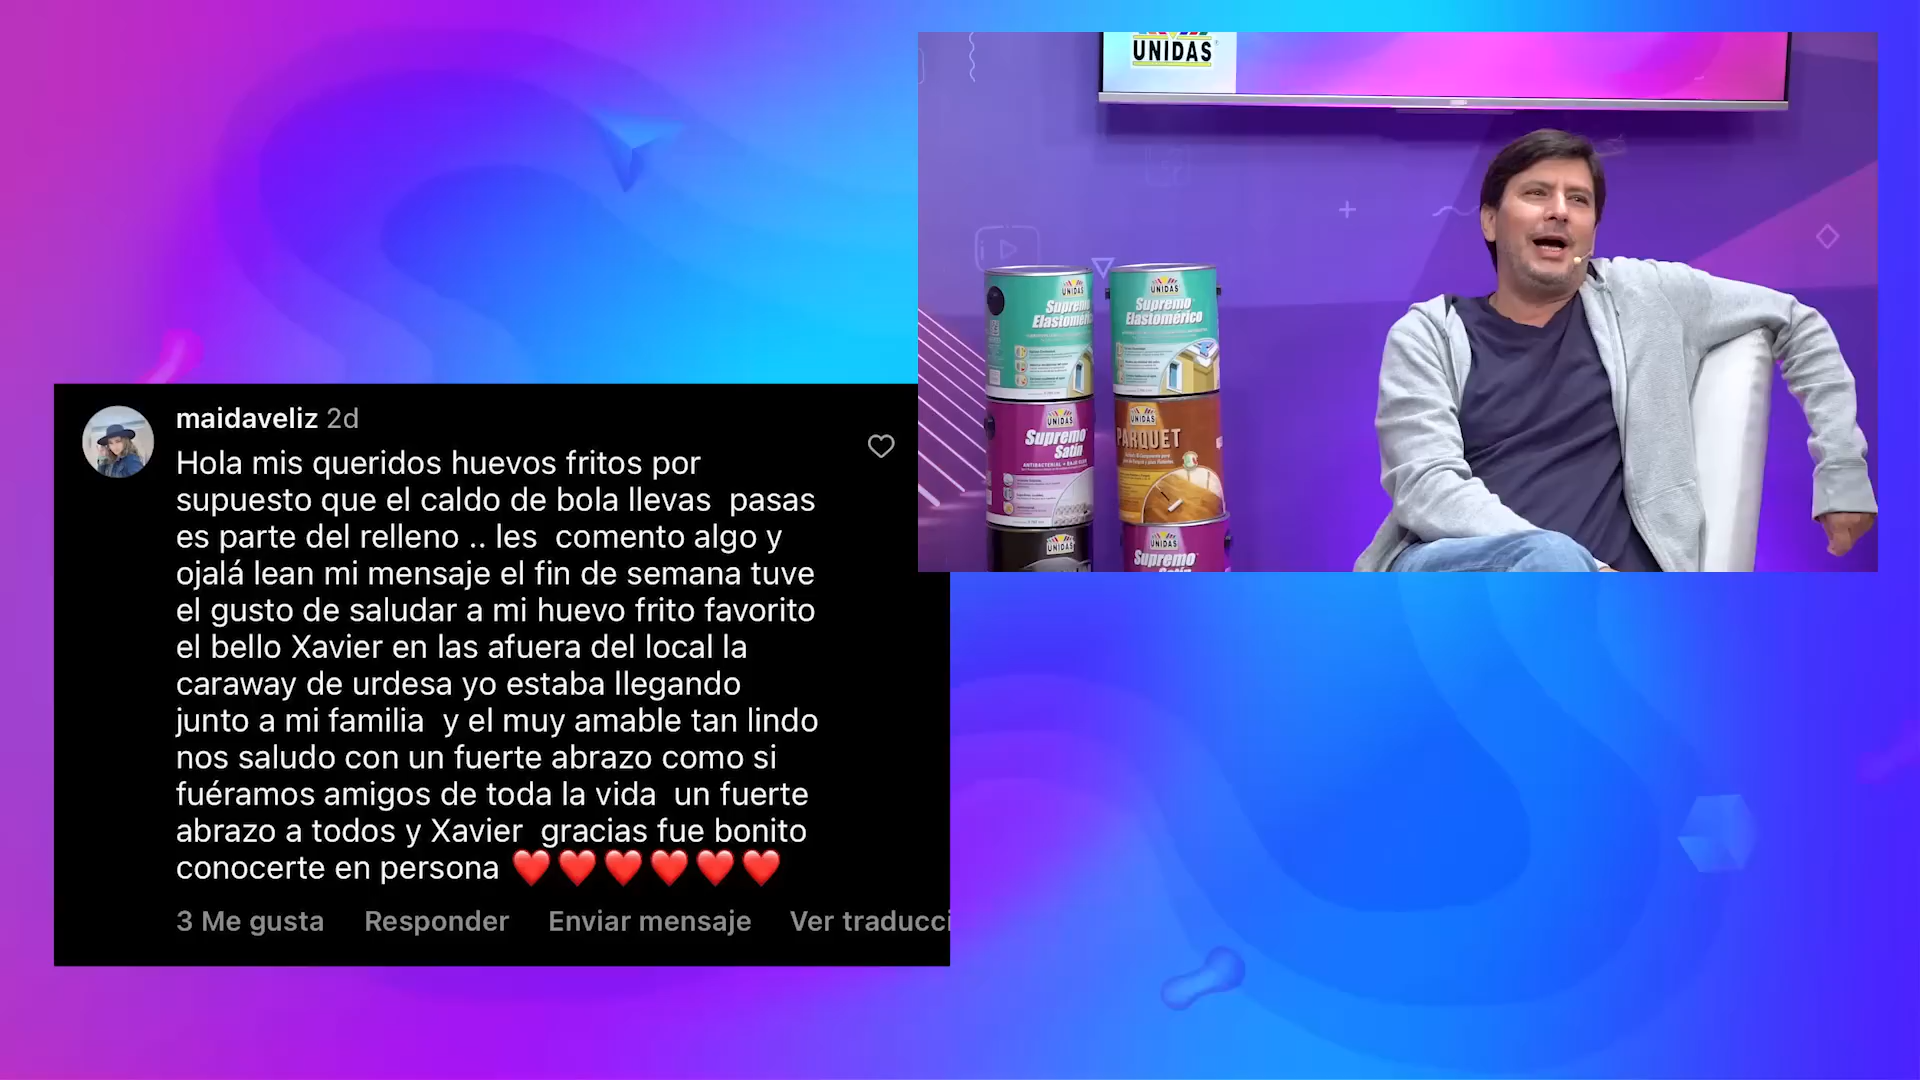 UNIDAS
maidaveliz 2d
Hola mis queridos huevos fritos por
supuesto que el caldo de bola llevas  pasas
es parte del relleno .. les  comento algo y
ojalá lean mi mensaje el fin de semana tuve
el gusto de saludar a mi huevo frito favorito
el bello Xavier en las afuera del local la
caraway de urdesa yo estaba llegando
junto a mi familia  y el muy amable tan lindo
nos saludo con un fuerte abrazo como si
fuéramos amigos de toda la vida  un fuerte
abrazo a todos y Xavier  gracias fue bonito
conocerte en persona ❤️❤️❤️❤️❤️❤️
3 Me gusta Responder Enviar mensaje Ver traducci
UNIDAS
Supremo
Elastomér
UNIDAS
Supremo
Elastomérico
UNIDAS
Supremo
Satin
ANTIBACTERIAL
UNIDAS
PARQUET
UNIDAS
UNIDAS
Supremo